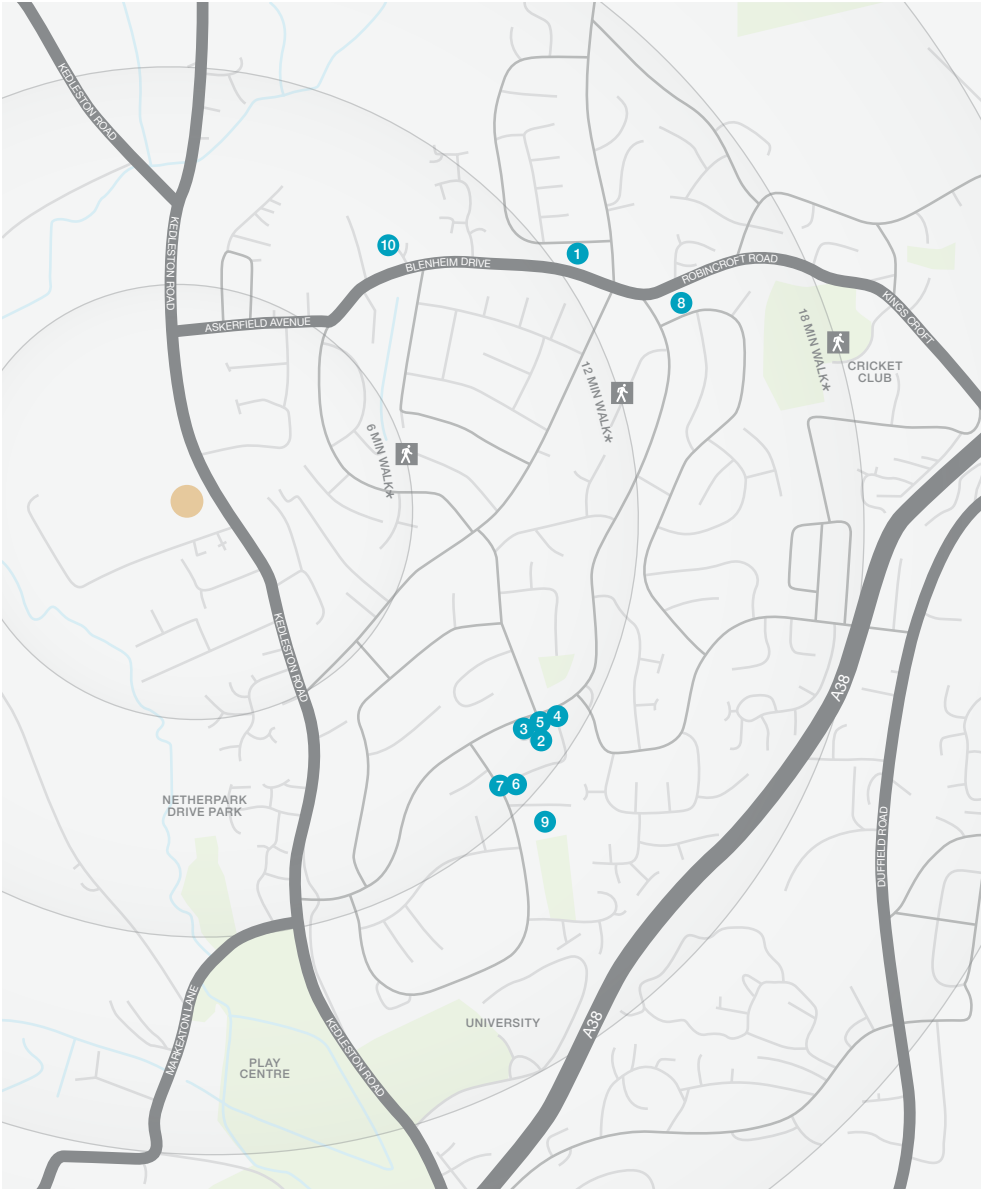 KEDLESTON ROAD
KEDLESTON ROAD
10
1
BLENHEIM DRIVE
ROBINCROFT ROAD
8
KINGS CROFT
ASKERFIELD AVENUE
18 MIN WALK*
CRICKET
CLUB
12 MIN WALK*
6 MIN WALK*
KEDLESTON ROAD
A38
4
5
3
2
7
6
9
NETHERPARK
DRIVE PARK
DUFFIELD ROAD
MARKEATON LANE
UNIVERSITY
A38
KEDLESTON ROAD
PLAY
CENTRE